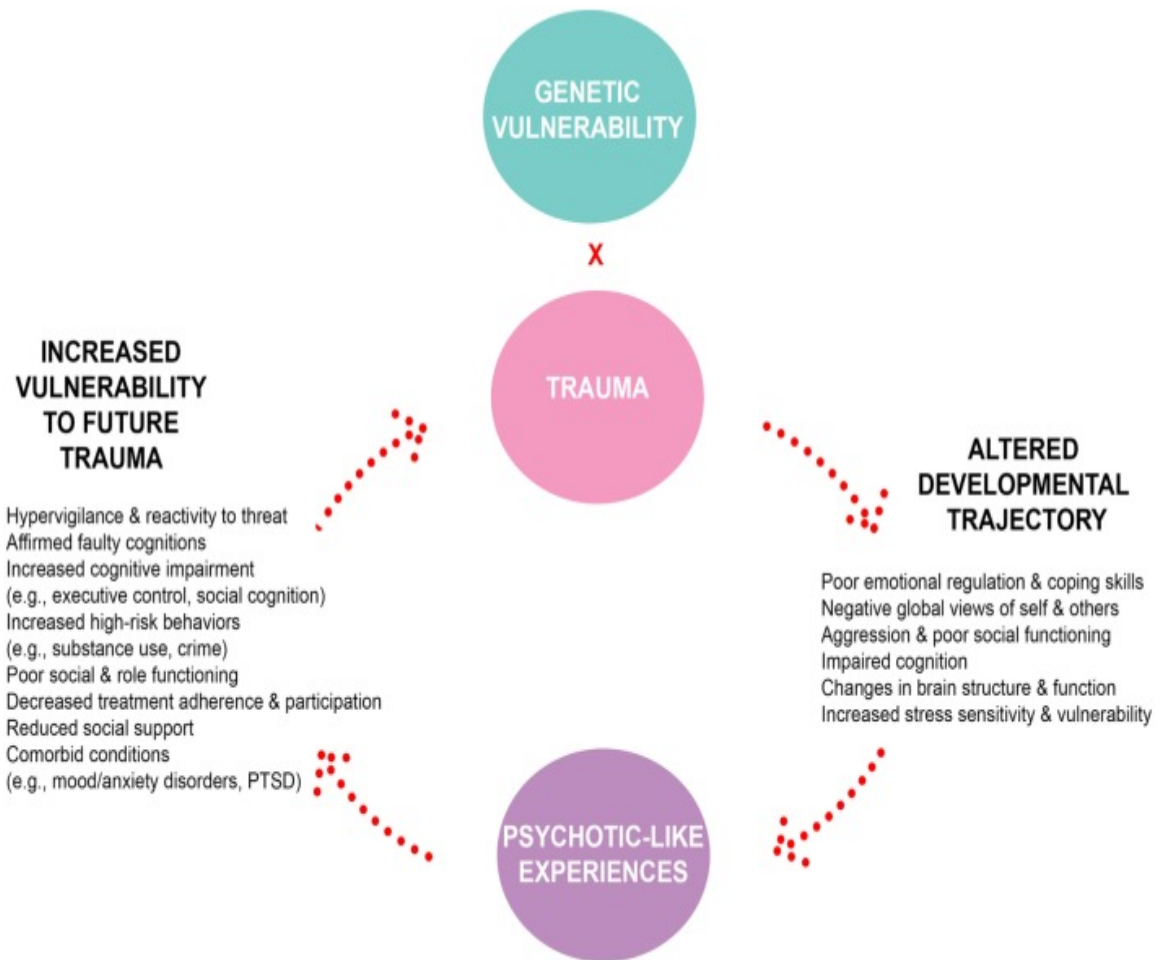 GENETIC
VULNERABILITY
X
TRAUMA
INCREASED
VULNERABILITY
TO FUTURE
TRAUMA
Hypervigilance & reactivity to threat
Affirmed faulty cognitions
Increased cognitive impairment
(e.g., executive control, social cognition)
Increased high-risk behaviors
(e.g., substance use, crime)
Poor social & role functioning
Decreased treatment adherence & participation
Reduced social support
Comorbid conditions
(e.g., mood/anxiety disorders, PTSD)
ALTERED
DEVELOPMENTAL
TRAJECTORY
Poor emotional regulation & coping skills
Negative global views of self & others
Aggression & poor social functioning
Impaired cognition
Changes in brain structure & function
Increased stress sensitivity & vulnerability
PSYCHOTIC-LIKE
EXPERIENCES